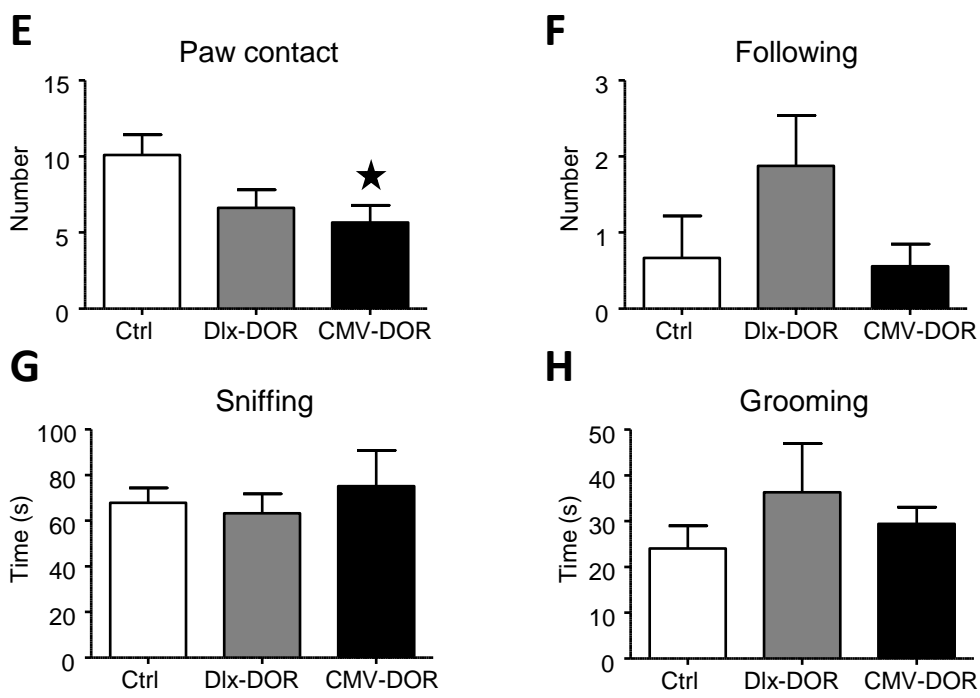 E
Paw contact
Number
15
10
5
0
Ctrl
Dlx-DOR
CMV-DOR
F
Following
Number
3
2
1
0
Ctrl
Dlx-DOR
CMV-DOR
G
Sniffing
Time (s)
100
80
60
40
20
0
Ctrl
Dlx-DOR
CMV-DOR
H
Grooming
Time (s)
50
40
30
20
10
0
Ctrl
Dlx-DOR
CMV-DOR